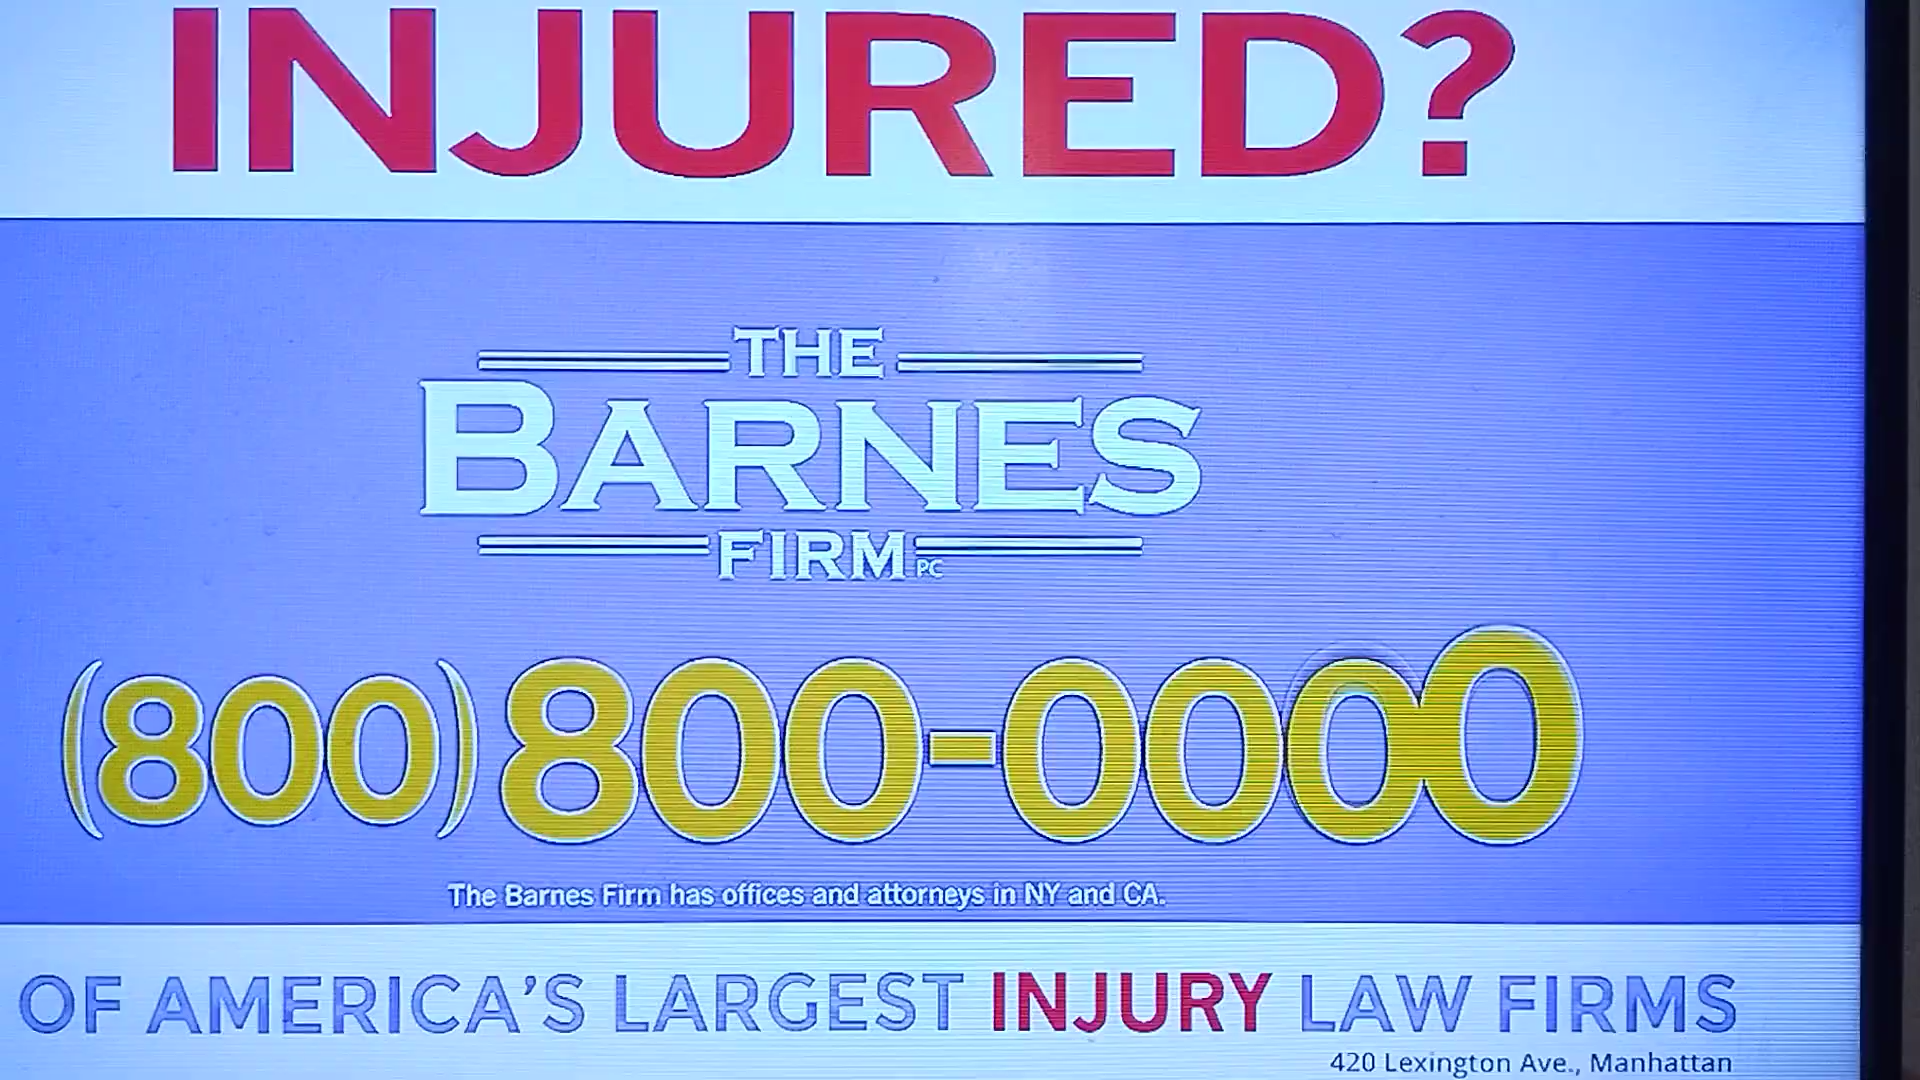 INJURED?
THE
BARNES
FIRM PC
(800) 800-0000
The Barnes Firm has offices and attorneys in NY and CA.
OF AMERICA'S LARGEST INJURY LAW FIRMS
420 Lexington Ave., Manhattan